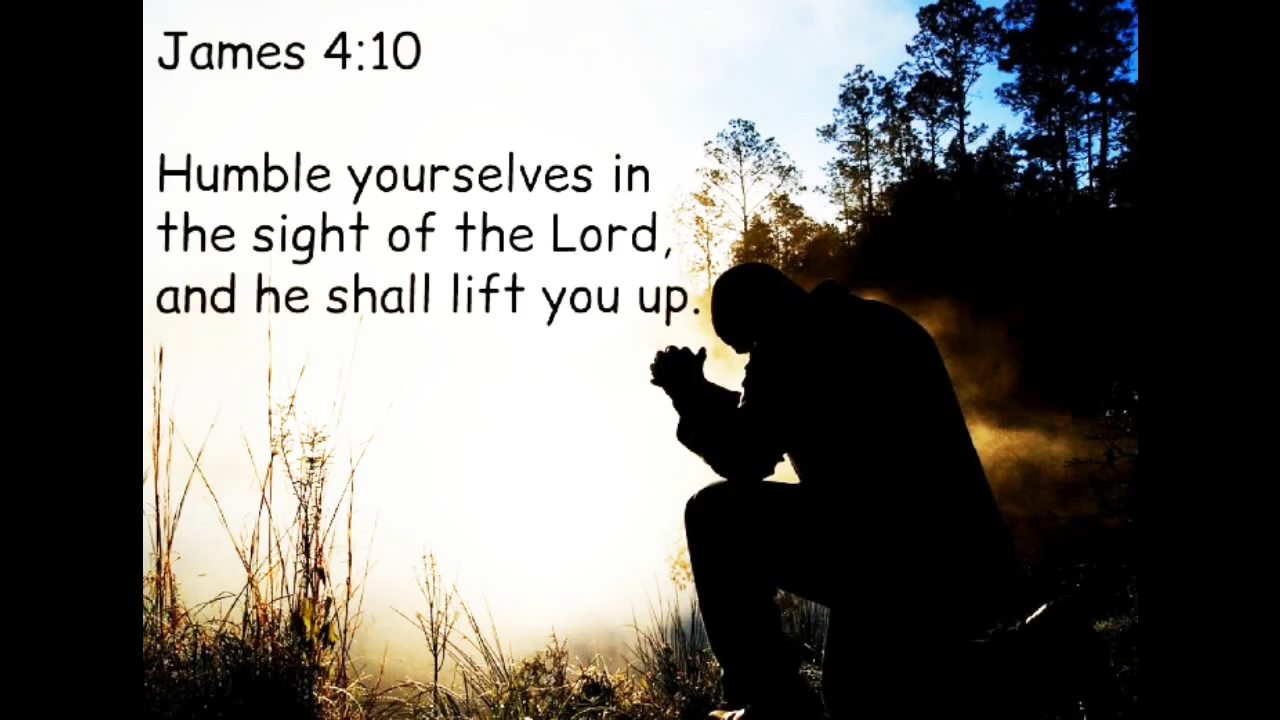 James 4:10
Humble yourselves in
the sight of the Lord,
and he shall lift you up.